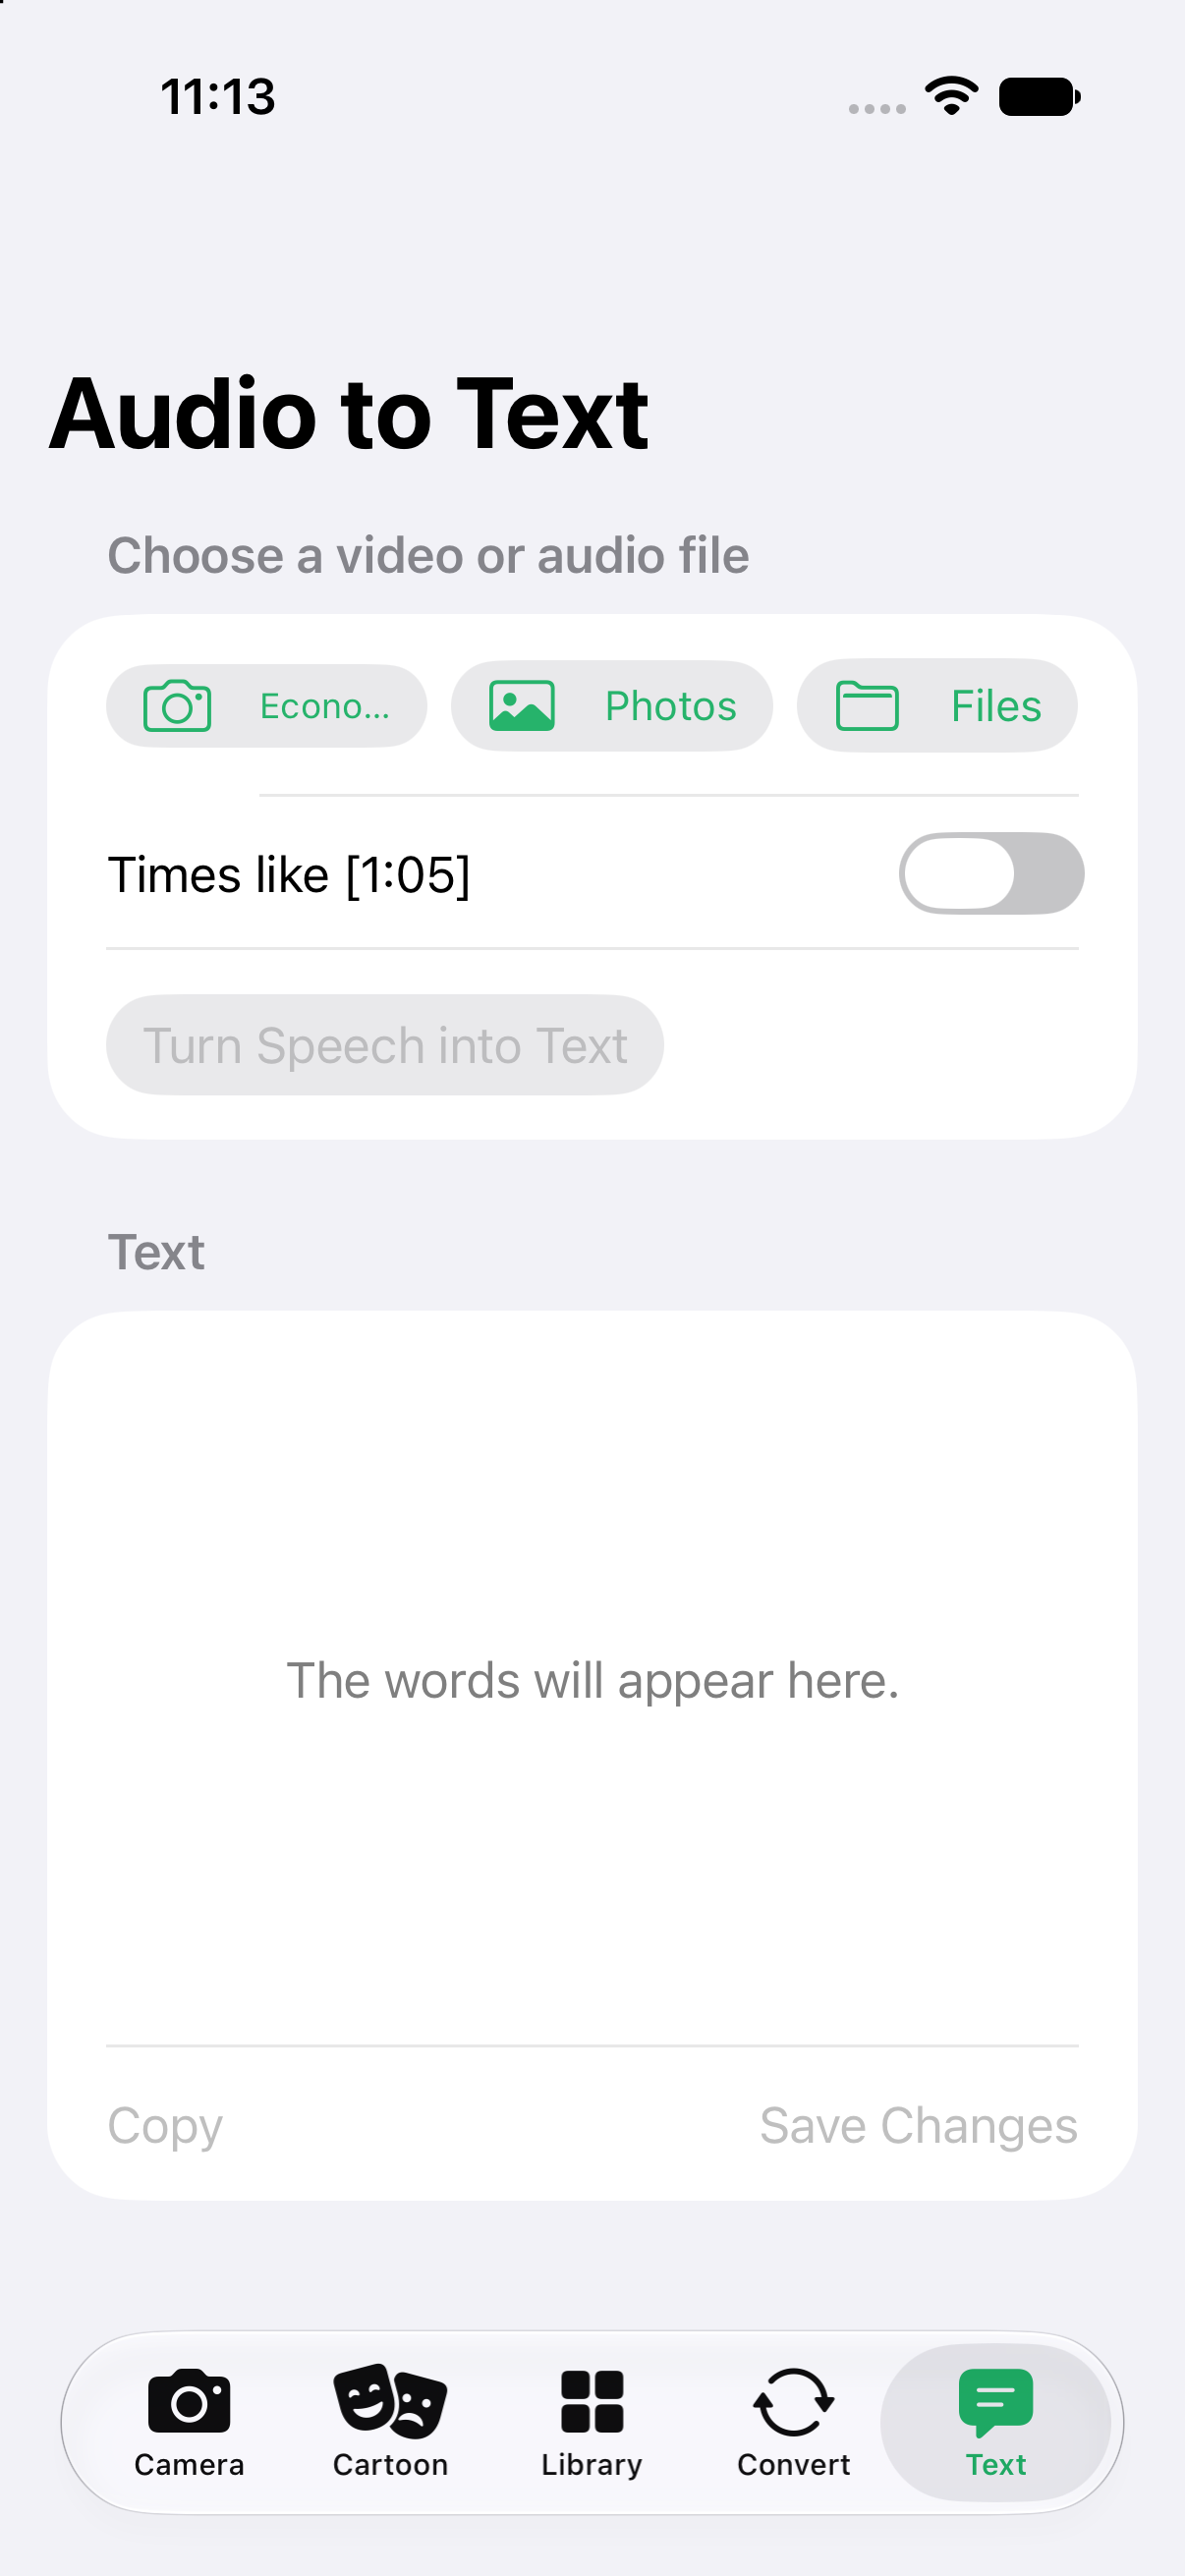 11:13
Audio to Text
Choose a video or audio file
Econo...
Photos
Files
Times like [1:05]
Turn Speech into Text
Text
The words will appear here.
Copy
Save Changes
Camera
Cartoon
Library
Convert
Text